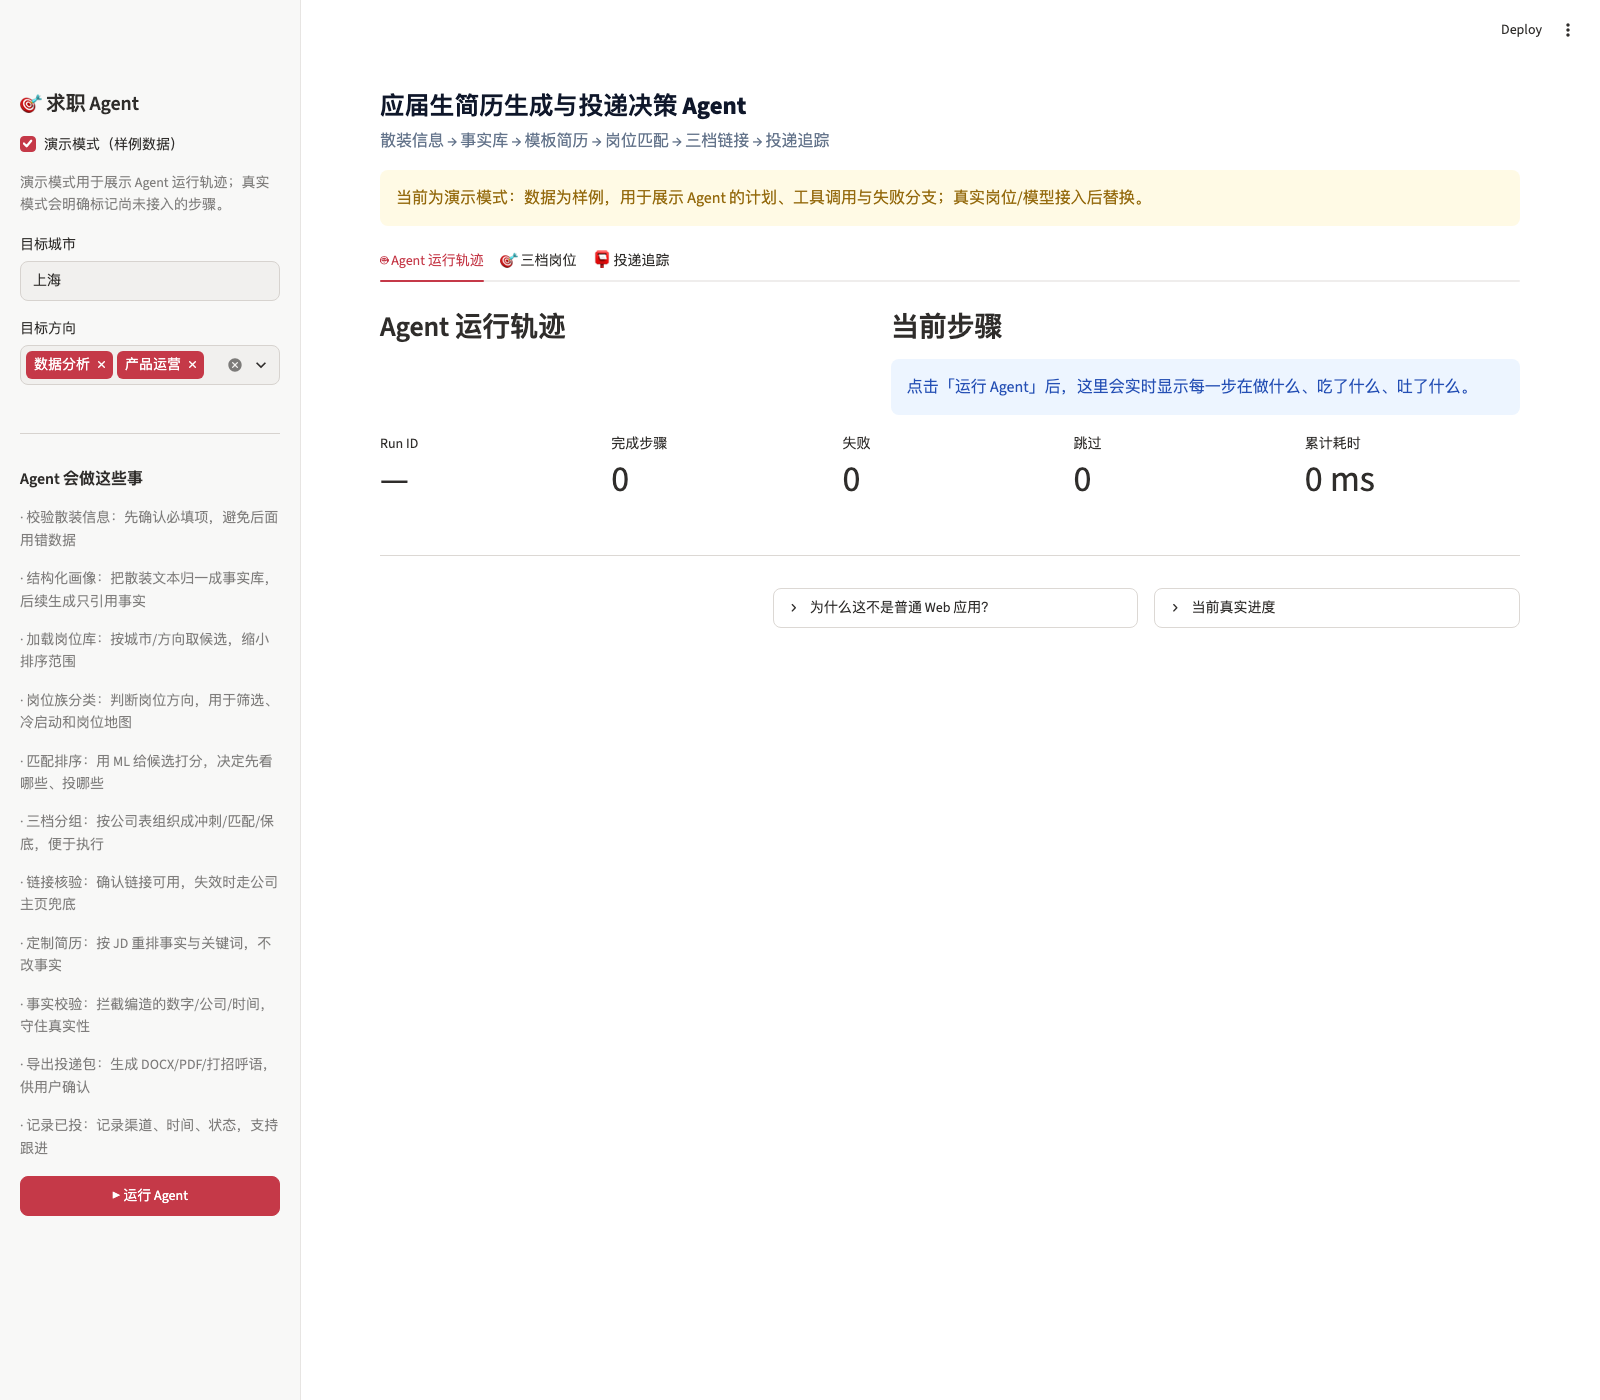 Deploy
求职 Agent
演示模式（样例数据）
演示模式用于展示 Agent 运行轨迹；真实
模式会明确标记尚未接入的步骤。
目标城市
上海
目标方向
数据分析
产品运营
Agent 会做这些事
· 校验散装信息：先确认必填项，避免后面
用错数据
· 结构化画像：把散装文本归一成事实库，
后续生成只引用事实
· 加载岗位库：按城市/方向取候选，缩小
排序范围
· 岗位族分类：判断岗位方向，用于筛选、
冷启动和岗位地图
· 匹配排序：用 ML 给候选打分，决定先看
哪些、投哪些
· 三档分组：按公司表组织成冲刺/匹配/保
底，便于执行
· 链接核验：确认链接可用，失效时走公司
主页兜底
· 定制简历：按 JD 重排事实与关键词，不
改事实
· 事实校验：拦截编造的数字/公司/时间，
守住真实性
· 导出投递包：生成 DOCX/PDF/打招呼语，
供用户确认
· 记录已投：记录渠道、时间、状态，支持
跟进
▶ 运行 Agent
应届生简历生成与投递决策 Agent
散装信息 → 事实库 → 模板简历 → 岗位匹配 → 三档链接 → 投递追踪
当前为演示模式：数据为样例，用于展示 Agent 的计划、工具调用与失败分支；真实岗位/模型接入后替换。
Agent 运行轨迹
三档岗位
投递追踪
Agent 运行轨迹
当前步骤
点击「运行 Agent」后，这里会实时显示每一步在做什么、吃了什么、吐了什么。
Run ID
—
完成步骤
0
失败
0
跳过
0
累计耗时
0 ms
为什么这不是普通 Web 应用？
当前真实进度